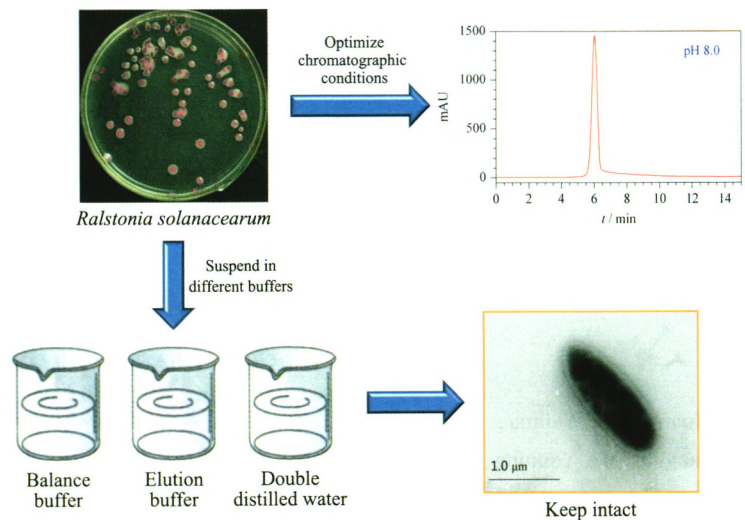 Optimize
chromatographic
conditions
1500
1000
500
0
mAU
pH 8.0
0 2 4 6 8 10 12 14
t / min
Ralstonia solanacearum
Suspend in
different buffers
Balance
buffer
Elution
buffer
Double
distilled water
1.0 μm
Keep intact